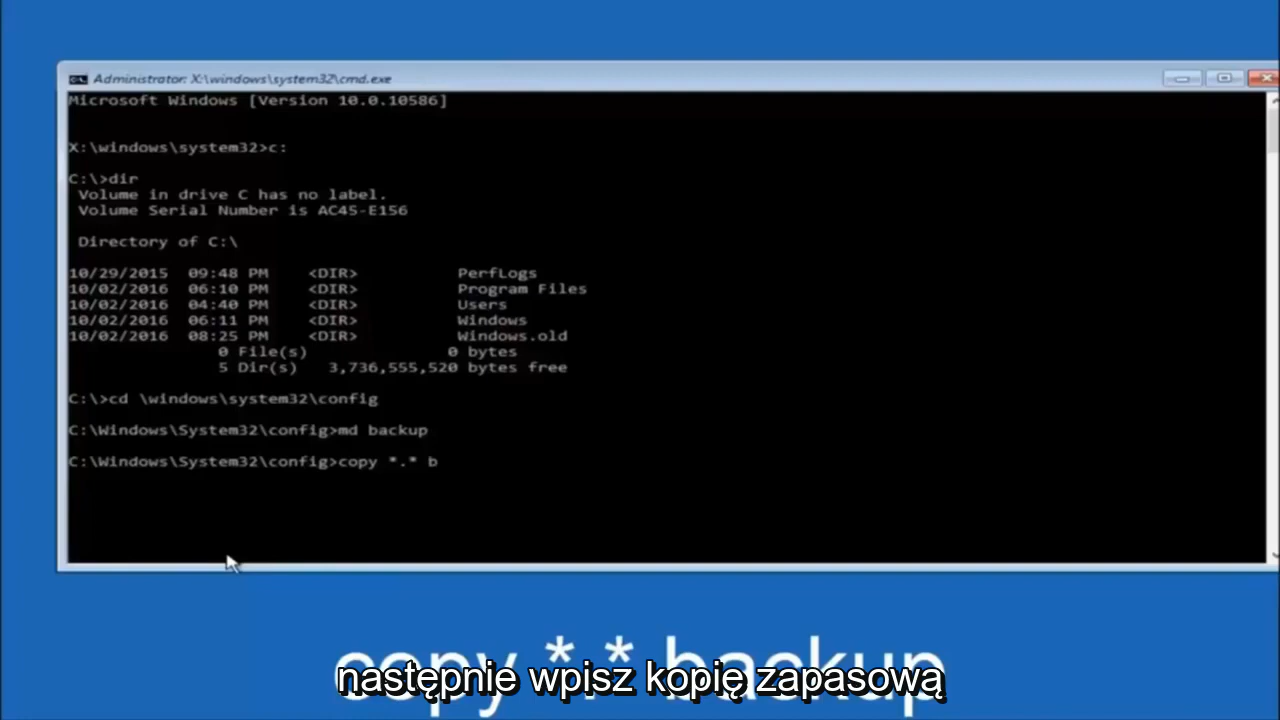 Administrator: X:\windows\system32\cmd.exe
Microsoft Windows [Version 10.0.10586]
X:\windows\system32>c:
C:\>dir
Volume in drive C has no label.
Volume Serial Number is AC45-E156
Directory of C:\
10/29/2015 09:48 PM <DIR> PerfLogs
10/02/2016 06:10 PM <DIR> Program Files
10/02/2016 04:40 PM <DIR> Users
10/02/2016 06:11 PM <DIR> Windows
10/02/2016 08:25 PM <DIR> Windows.old
0 File(s) 0 bytes
5 Dir(s) 3,736,555,520 bytes free
C:\>cd \windows\system32\config
C:\Windows\System32\config>md backup
C:\Windows\System32\config>copy *.* b
copy *.* backup
następnie wpisz kopię zapasową